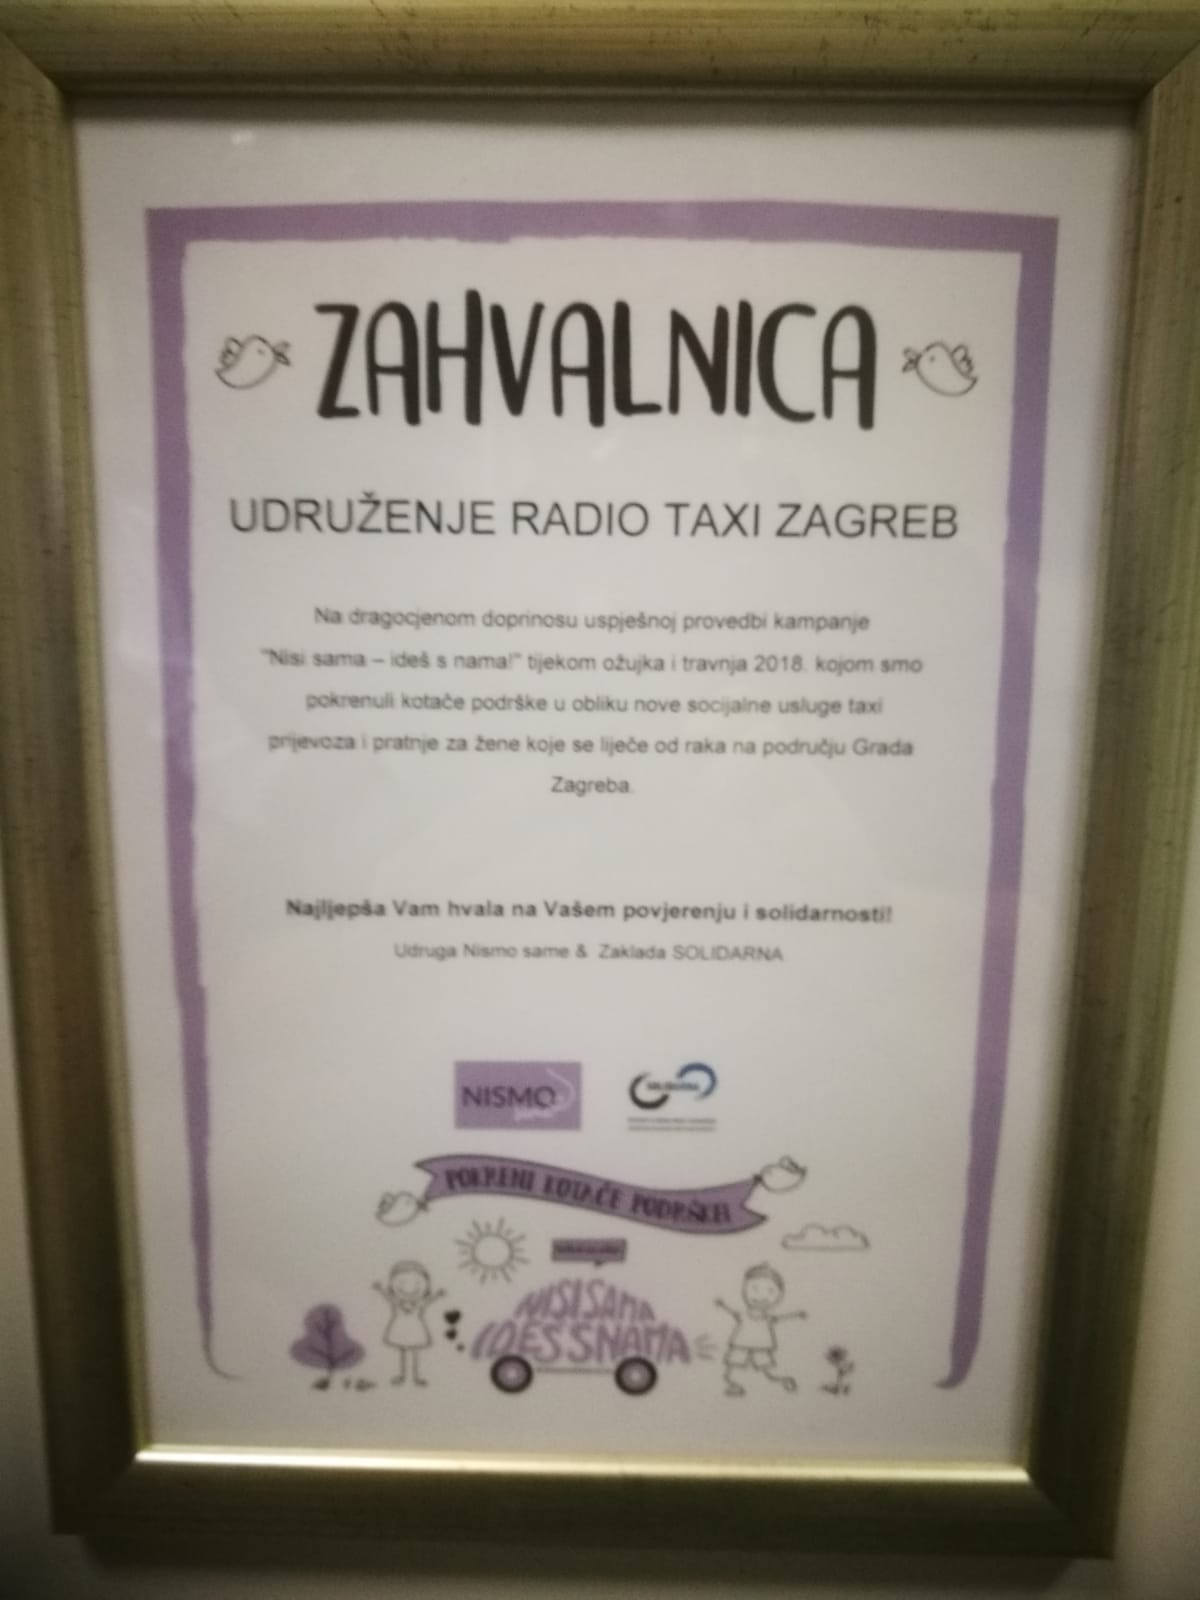 ZAHVALNICA
UDRUŽENJE RADIO TAXI ZAGREB
Na dragocjenom doprinosu uspješnoj provedbi kampanje
"Nisi sama – ideš s nama!" tijekom ožujka i travnja 2018. kojom smo
pokrenuli kotače podrške u obliku nove socijalne usluge taxi
prijevoza i pratnje za žene koje se liječe od raka na području Grada
Zagreba.
Najljepša Vam hvala na Vašem povjerenju i solidarnosti!
Udruga Nismo same & Zaklada SOLIDARNA
NISMO
POKRENI KOTAČE PODRŠKE!
NISI SAMA
IDEŠ S NAMA